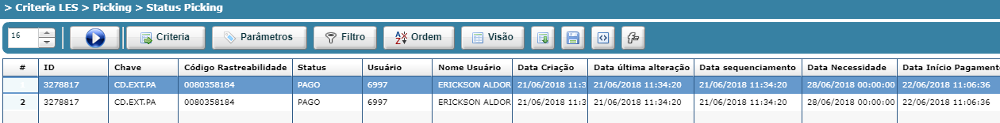 > Criteria LES > Picking > Status Picking
16 Criteria Parâmetros Filtro Ordem Visão
# ID Chave Código Rastreabilidade Status Usuário Nome Usuário Data Criação Data última alteração Data sequenciamento Data Necessidade Data Início Pagament
1 3278817 CD.EXT.PA 0080358184 PAGO 6997 ERICKSON ALDOR 21/06/2018 11:3 21/06/2018 11:34:20 21/06/2018 11:34:20 28/06/2018 00:00:00 22/06/2018 11:06:36
2 3278817 CD.EXT.PA 0080358184 PAGO 6997 ERICKSON ALDOR 21/06/2018 11:3 21/06/2018 11:34:20 21/06/2018 11:34:20 28/06/2018 00:00:00 22/06/2018 11:06:36